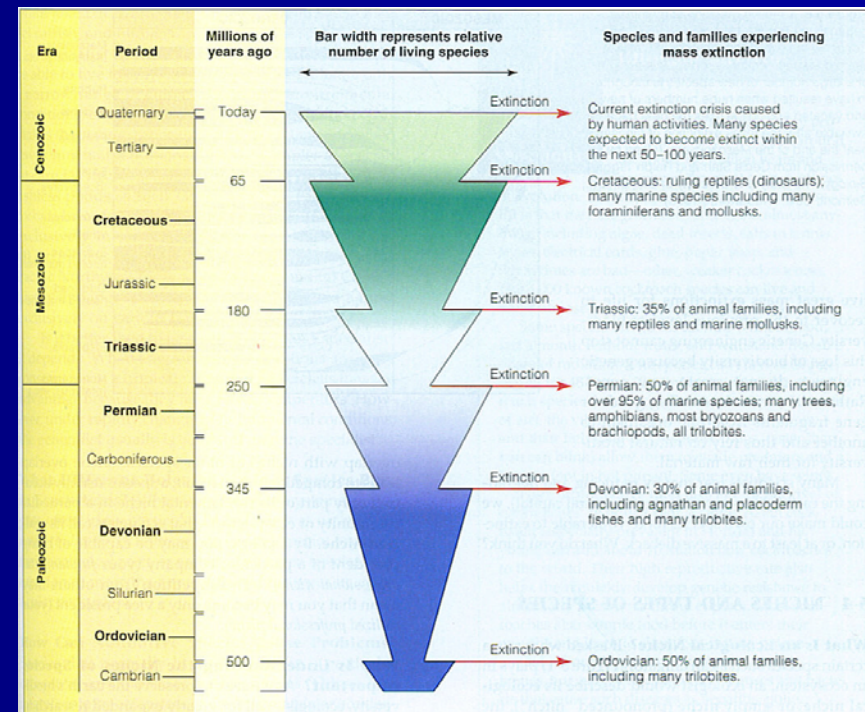 Era
Period
Millions of
years ago
Bar width represents relative
number of living species
Species and families experiencing
mass extinction
Cenozoic
Quaternary
Today
Extinction
Current extinction crisis caused
by human activities. Many species
expected to become extinct within
the next 50–100 years.
Tertiary
65
Extinction
Cretaceous: ruling reptiles (dinosaurs);
many marine species including many
foraminiferans and mollusks.
Mesozoic
Cretaceous
Jurassic
180
Extinction
Triassic: 35% of animal families, including
many reptiles and marine mollusks.
Triassic
250
Extinction
Permian: 50% of animal families, including
over 95% of marine species; many trees,
amphibians, most bryozoans and
brachiopods, all trilobites.
Paleozoic
Permian
Carboniferous
345
Extinction
Devonian: 30% of animal families,
including agnathan and placoderm
fishes and many trilobites.
Devonian
Silurian
Ordovician
500
Extinction
Ordovician: 50% of animal families,
including many trilobites.
Cambrian